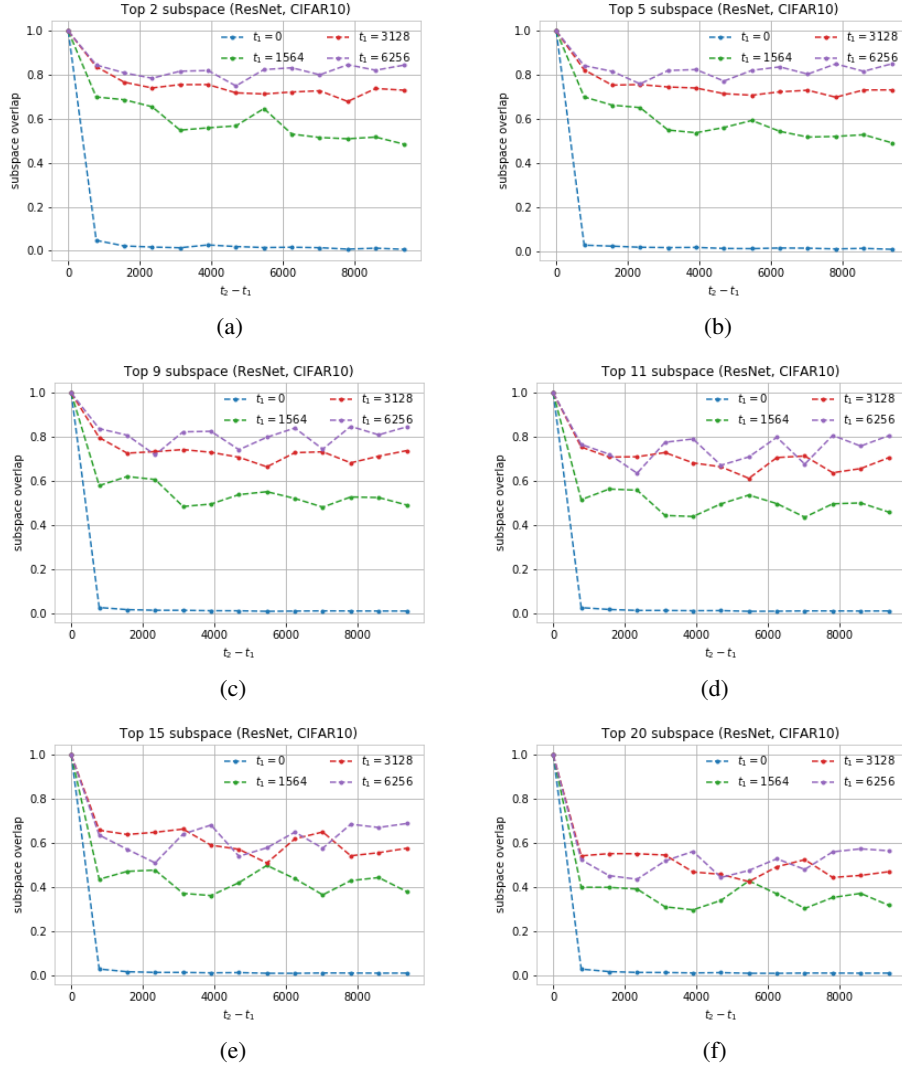 Top 2 subspace (ResNet, CIFAR10)
1.0
0.8
0.6
0.4
0.2
0.0
subspace overlap
t₁ = 0
t₁ = 1564
t₁ = 3128
t₁ = 6256
0 2000 4000 6000 8000
t₂ − t₁
(a)
Top 5 subspace (ResNet, CIFAR10)
1.0
0.8
0.6
0.4
0.2
0.0
subspace overlap
t₁ = 0
t₁ = 1564
t₁ = 3128
t₁ = 6256
0 2000 4000 6000 8000
t₂ − t₁
(b)
Top 9 subspace (ResNet, CIFAR10)
1.0
0.8
0.6
0.4
0.2
0.0
subspace overlap
t₁ = 0
t₁ = 1564
t₁ = 3128
t₁ = 6256
0 2000 4000 6000 8000
t₂ − t₁
(c)
Top 11 subspace (ResNet, CIFAR10)
1.0
0.8
0.6
0.4
0.2
0.0
subspace overlap
t₁ = 0
t₁ = 1564
t₁ = 3128
t₁ = 6256
0 2000 4000 6000 8000
t₂ − t₁
(d)
Top 15 subspace (ResNet, CIFAR10)
1.0
0.8
0.6
0.4
0.2
0.0
subspace overlap
t₁ = 0
t₁ = 1564
t₁ = 3128
t₁ = 6256
0 2000 4000 6000 8000
t₂ − t₁
(e)
Top 20 subspace (ResNet, CIFAR10)
1.0
0.8
0.6
0.4
0.2
0.0
subspace overlap
t₁ = 0
t₁ = 1564
t₁ = 3128
t₁ = 6256
0 2000 4000 6000 8000
t₂ − t₁
(f)